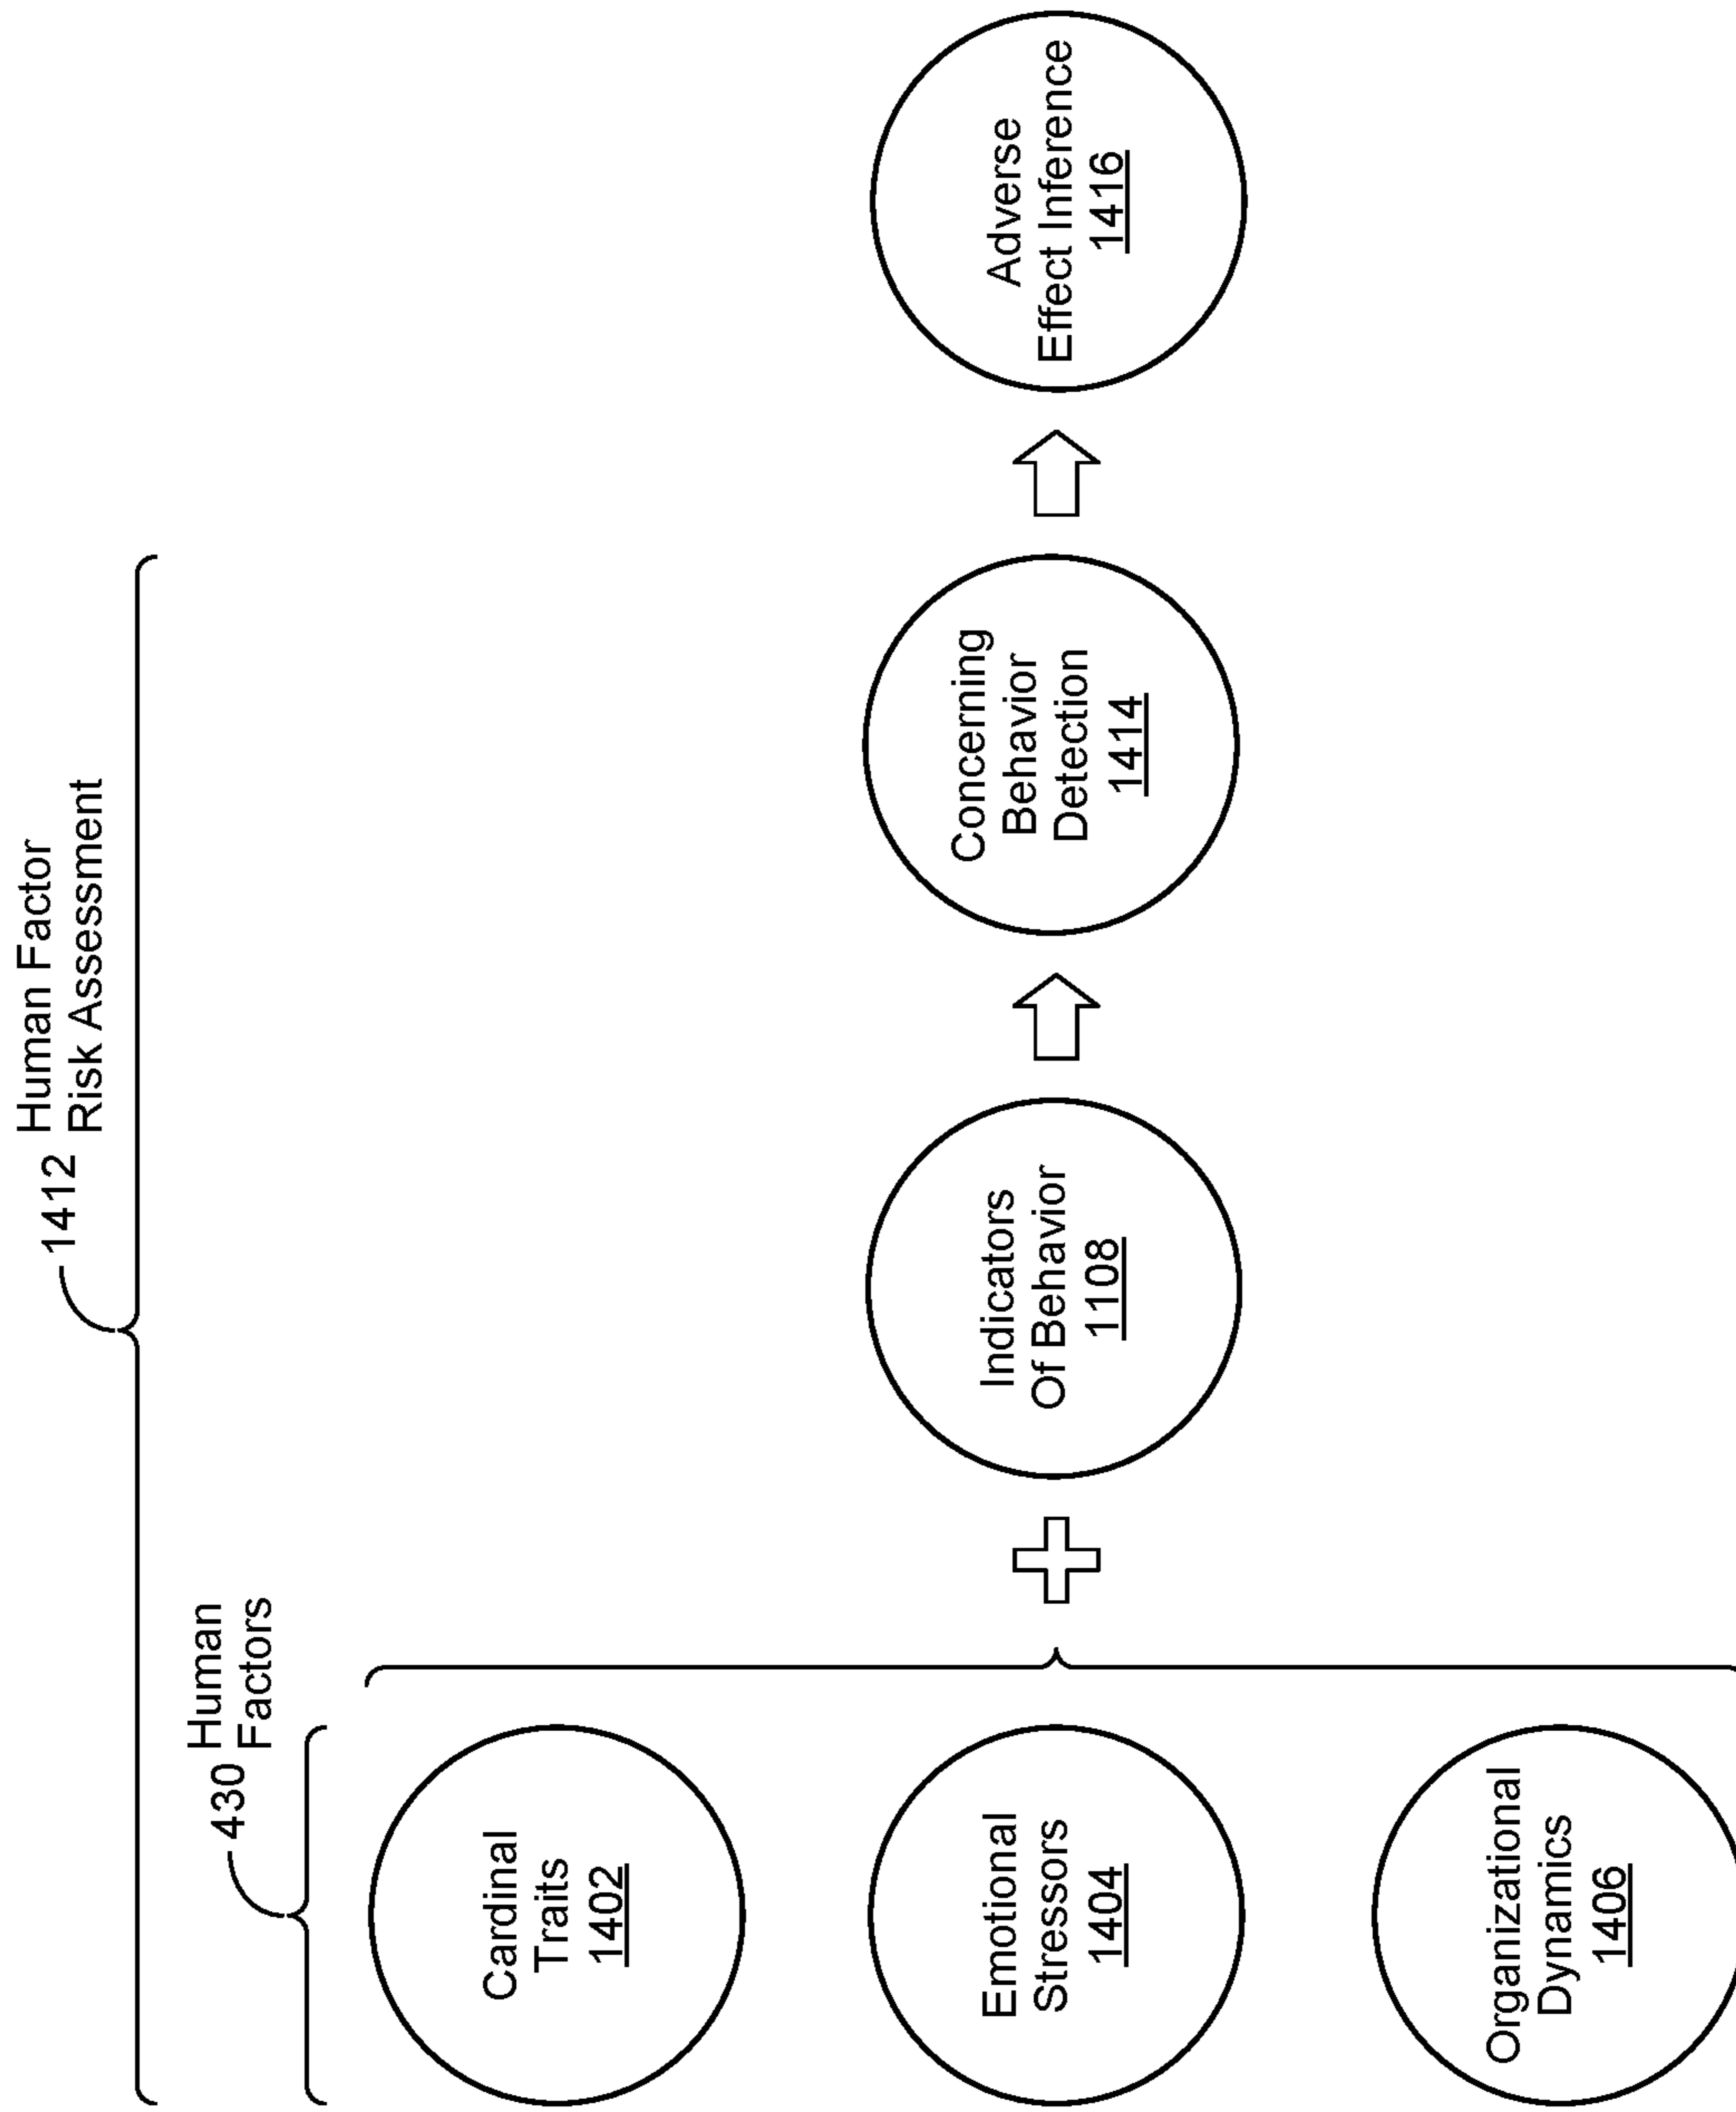 Human Factor
1412 Risk Assessment
Human
430 Factors
Cardinal
Traits
1402
Emotional
Stressors
1404
Organizational
Dynamics
1406
Indicators
Of Behavior
1108
Concerning
Behavior
Detection
1414
Adverse
Effect Inference
1416